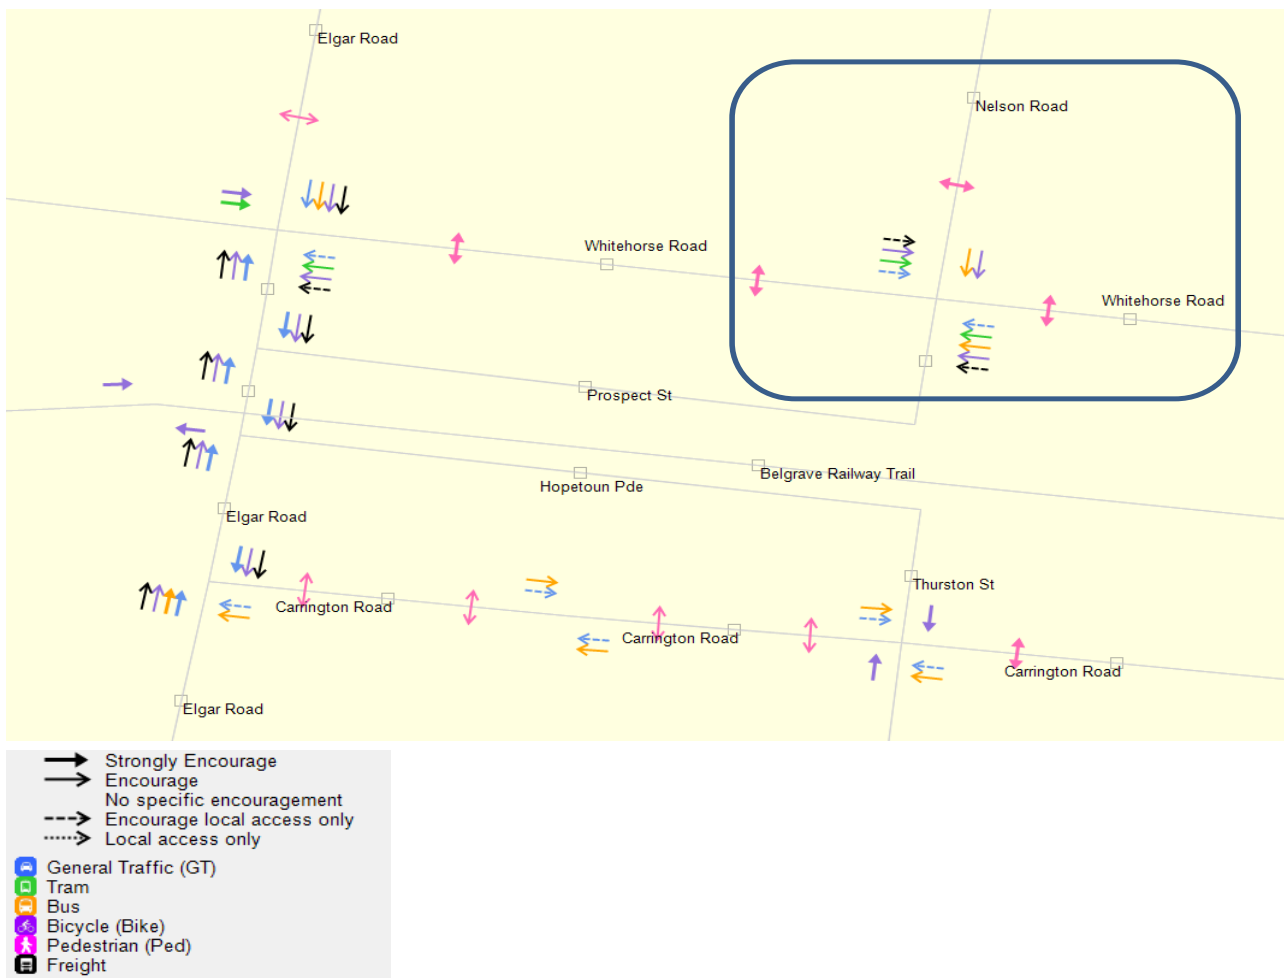 Elgar Road
Nelson Road
Whitehorse Road
Whitehorse Road
Prospect St
Belgrave Railway Trail
Hopetoun Pde
Elgar Road
Thurston St
Carrington Road
Carrington Road
Carrington Road
Elgar Road
Strongly Encourage
Encourage
No specific encouragement
Encourage local access only
Local access only
General Traffic (GT)
Tram
Bus
Bicycle (Bike)
Pedestrian (Ped)
Freight